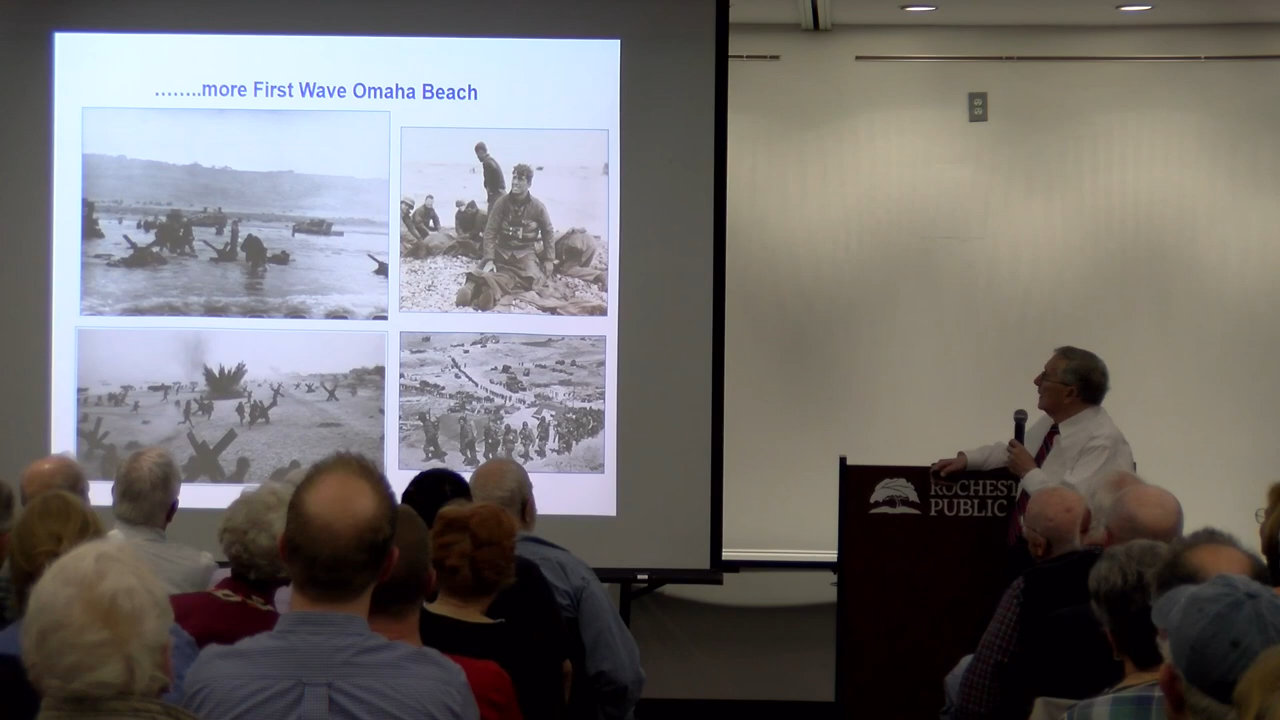 ........more First Wave Omaha Beach
ROCHEST
PUBLIC